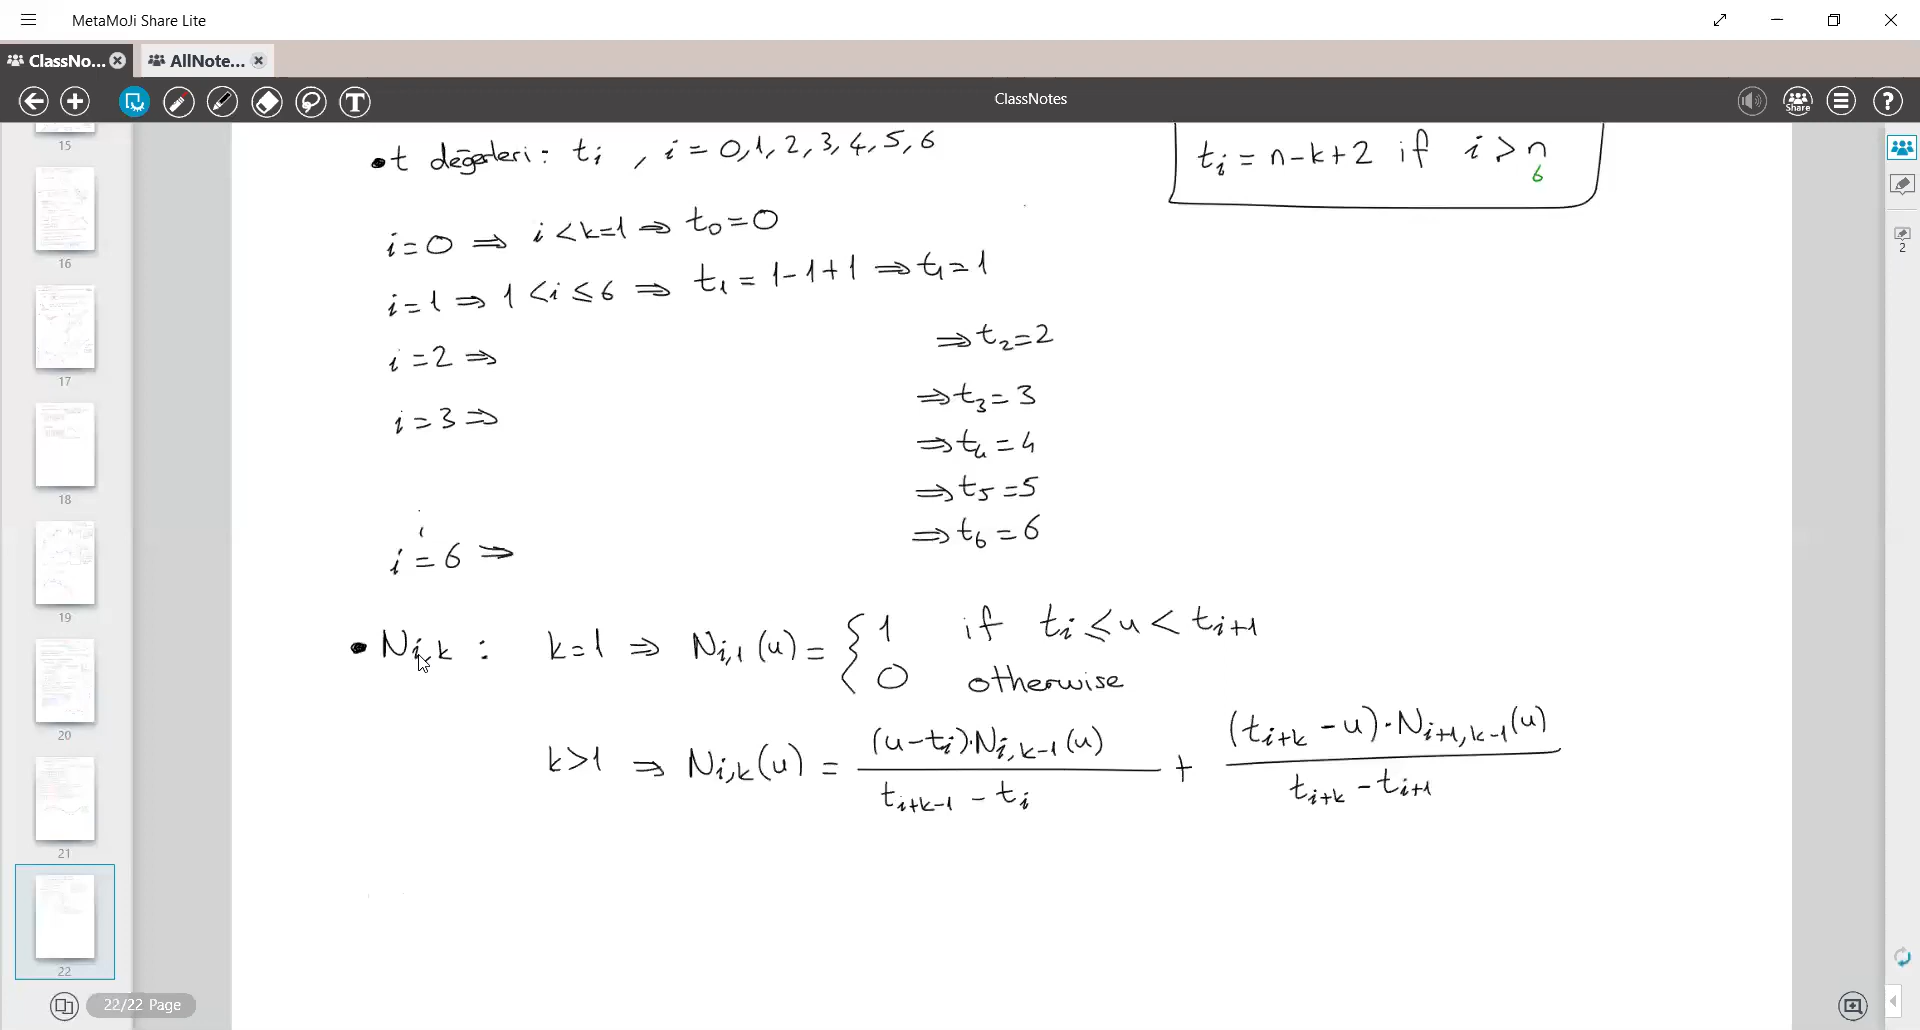 MetaMoJi Share Lite
ClassNo...
AllNote...
ClassNotes
Share
15
16
17
18
19
20
21
22
22/22 Page
2
• t değerleri : tᵢ , i = 0, 1, 2, 3, 4, 5, 6
tᵢ = n-k+2 if i > n
6
i = 0 ⇒ i < k=1 ⇒ t₀ = 0
i = 1 ⇒ 1 < i ≤ 6 ⇒ t₁ = 1-1+1 ⇒ t₁ = 1
i = 2 ⇒ ⇒ t₂ = 2
i = 3 ⇒ ⇒ t₃ = 3
⇒ t₄ = 4
⇒ t₅ = 5
i = 6 ⇒ ⇒ t₆ = 6
• Nᵢ,ₖ : k=1 ⇒ Nᵢ,₁(u) = { 1 if tᵢ ≤ u < tᵢ₊₁
0 otherwise
k>1 ⇒ Nᵢ,ₖ(u) = (u-tᵢ)·Nᵢ,ₖ₋₁(u) / tᵢ₊ₖ₋₁ - tᵢ + (tᵢ₊ₖ - u)·Nᵢ₊₁,ₖ₋₁(u) / tᵢ₊ₖ - tᵢ₊₁